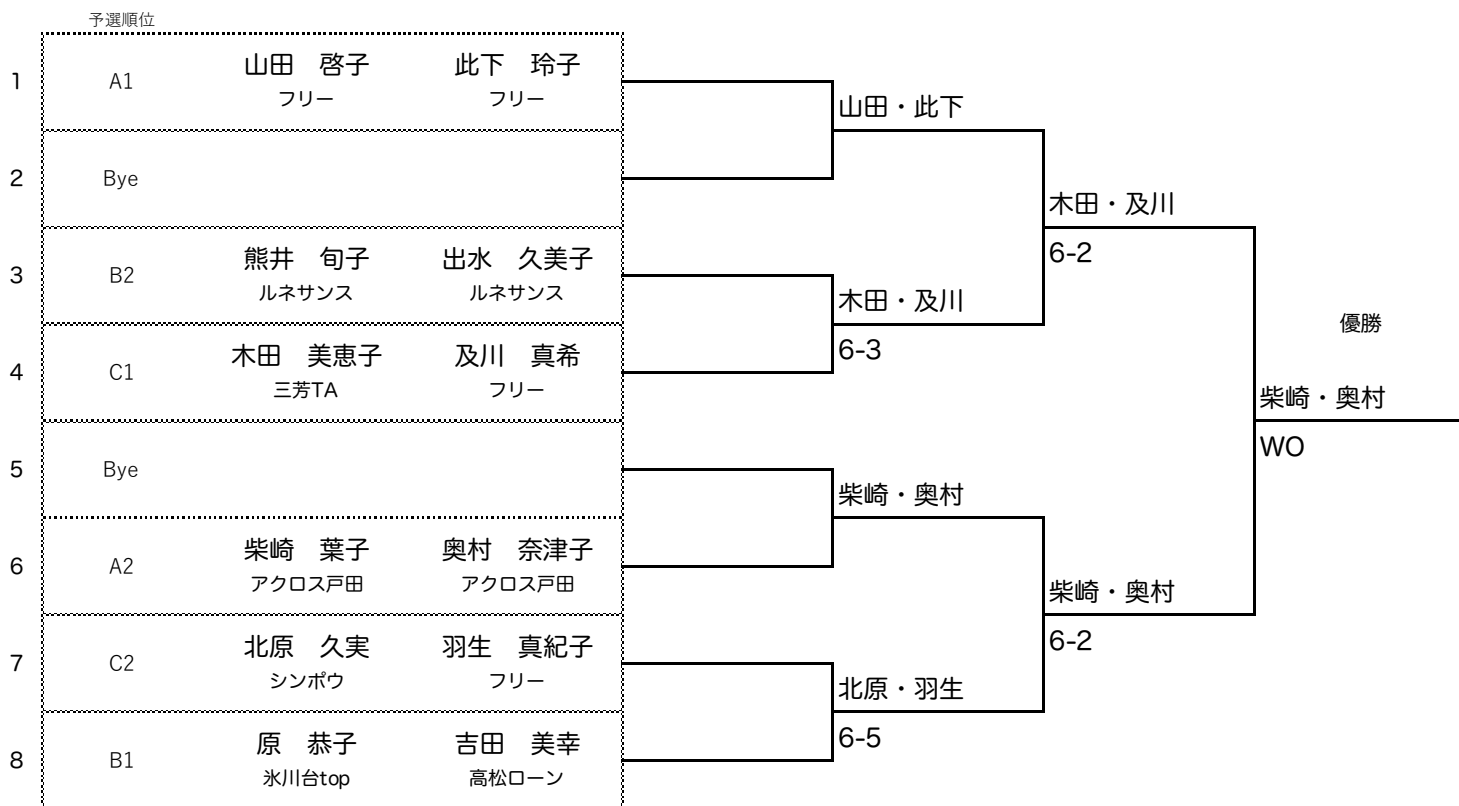 予選順位
1 A1 山田　啓子 此下　玲子
フリー フリー
山田・此下
2 Bye
木田・及川
6-2
3 B2 熊井　旬子 出水　久美子
ルネサンス ルネサンス
木田・及川
6-3
4 C1 木田　美恵子 及川　真希
三芳TA フリー
優勝
柴崎・奥村
WO
5 Bye
柴崎・奥村
6 A2 柴崎　葉子 奥村　奈津子
アクロス戸田 アクロス戸田
柴崎・奥村
6-2
7 C2 北原　久実 羽生　真紀子
シンポウ フリー
北原・羽生
6-5
8 B1 原　恭子 吉田　美幸
氷川台top 高松ローン